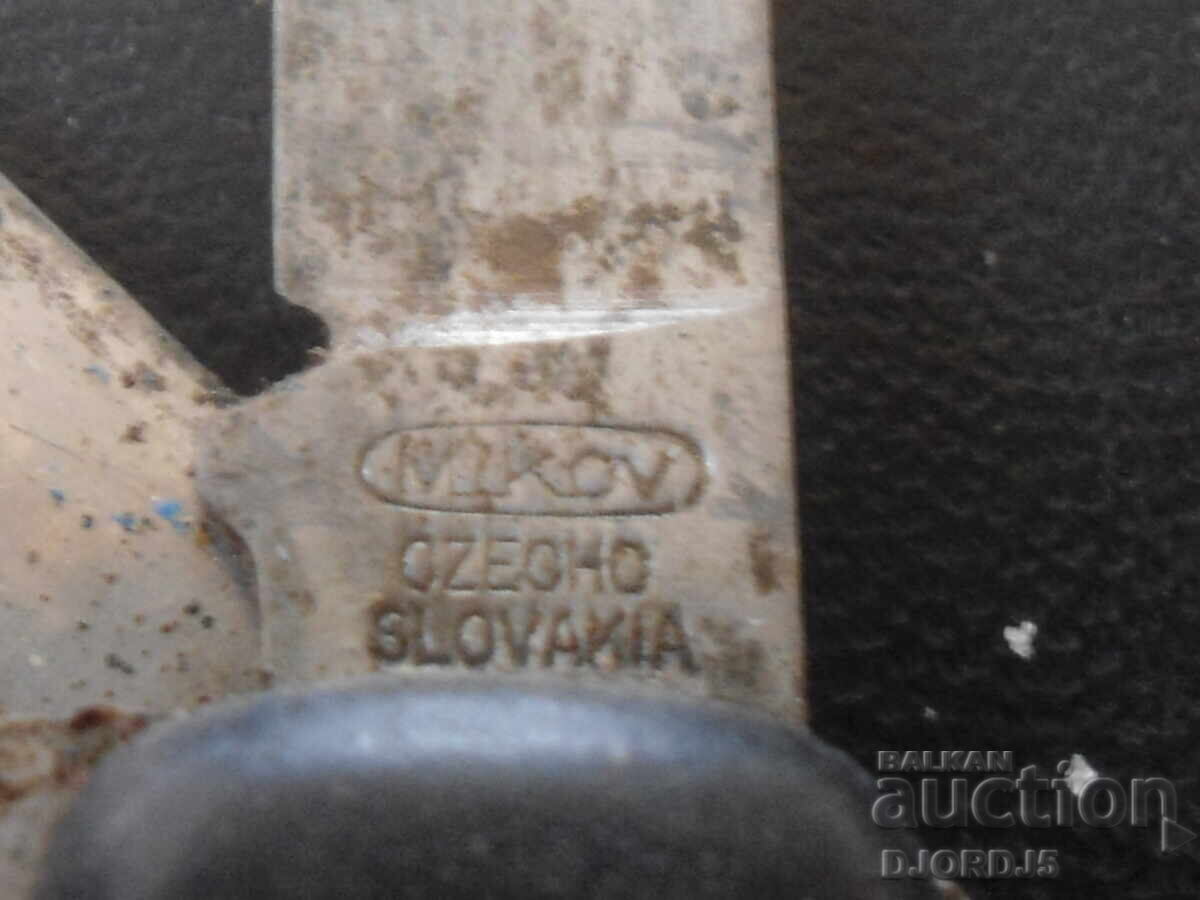 MIKOV
CZECHO
SLOVAKIA
BALKAN
auction
DJORDJ5